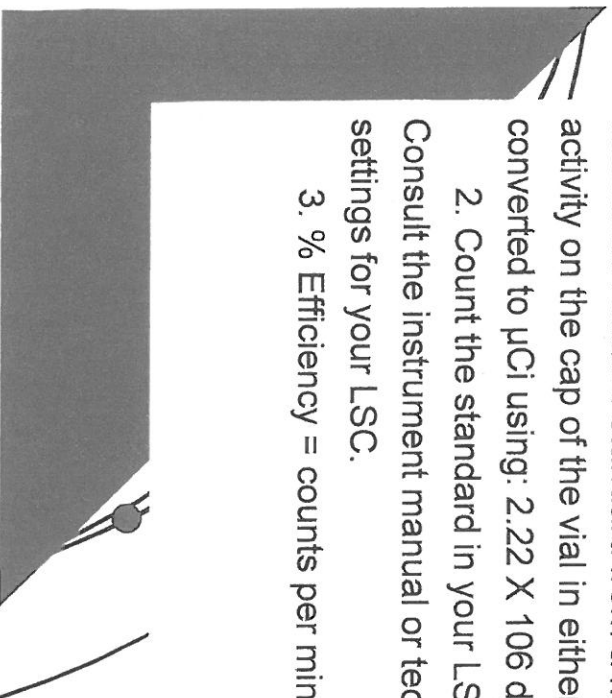 activity on the cap of the vial in eithe
converted to µCi using: 2.22 X 106 d
2. Count the standard in your LS
Consult the instrument manual or tec
settings for your LSC.
3. % Efficiency = counts per min